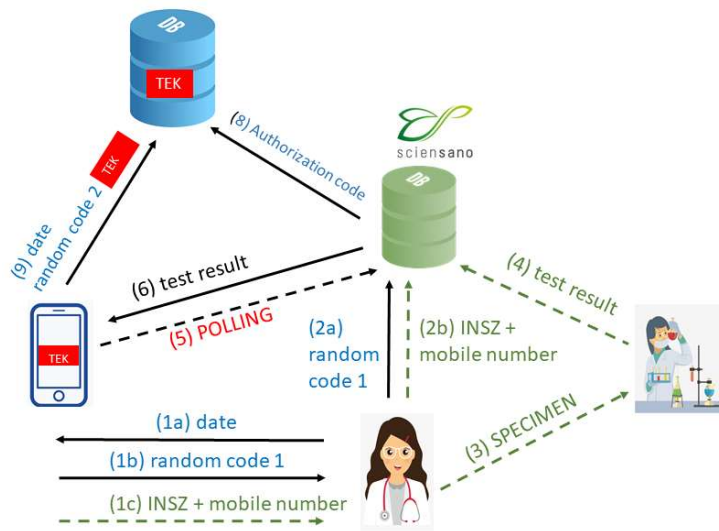 DB
TEK
(8) Authorization code
sciensano
DB
TEK
(9) date
random code 2
(6) test result
(5) POLLING
(4) test result
TEK
(2a)
random
code 1
(2b) INSZ +
mobile number
(1a) date
(1b) random code 1
(1c) INSZ + mobile number
(3) SPECIMEN